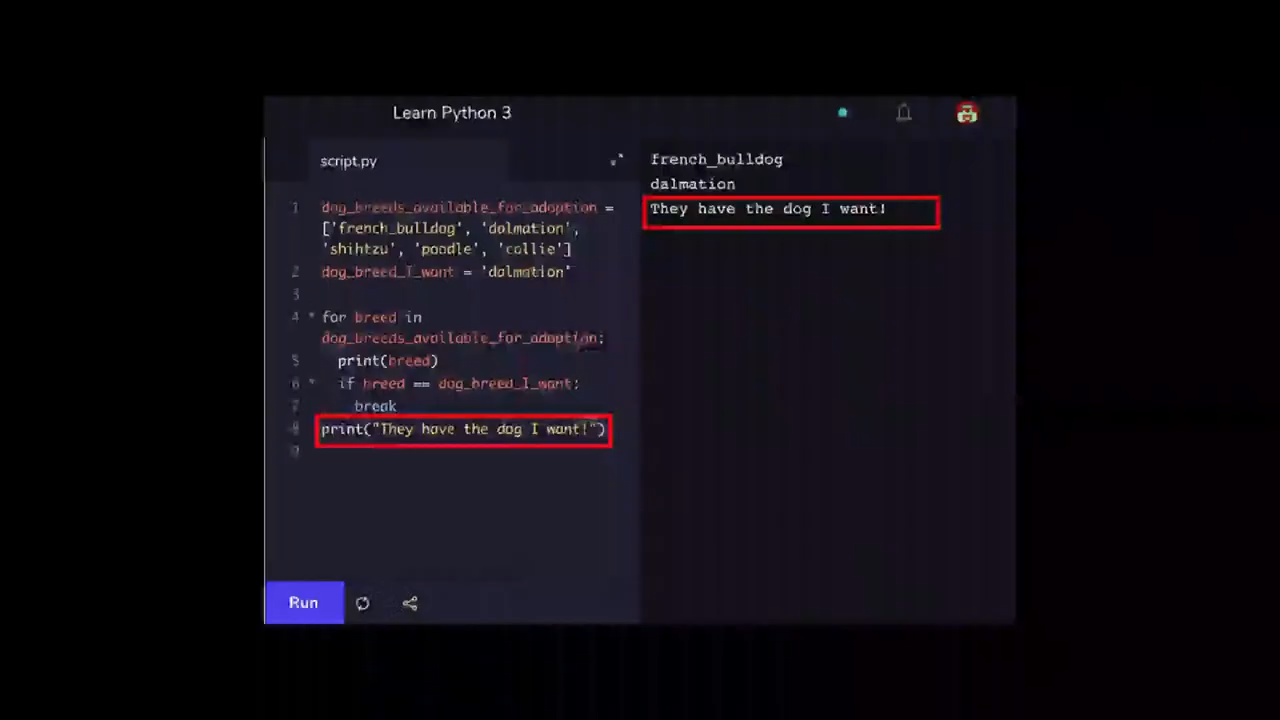 Learn Python 3
script.py
1 dog_breeds_available_for_adoption =
['french_bulldog', 'dalmation',
'shihtzu', 'poodle', 'collie']
2 dog_breed_I_want = 'dalmation'
3
4 for breed in
dog_breeds_available_for_adoption:
5 print(breed)
6 if breed == dog_breed_I_want:
7 break
8 print("They have the dog I want!")
9
Run
french_bulldog
dalmation
They have the dog I want!